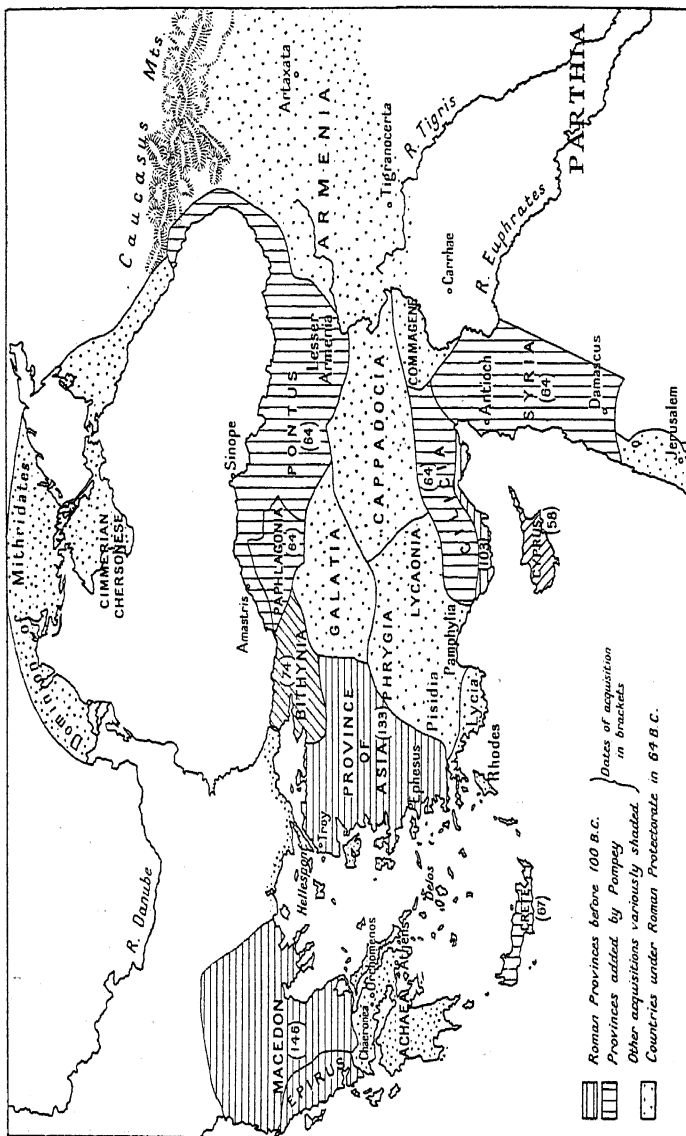 Caucasus Mts
Dominion of Mithridates
CIMMERIAN
CHERSONESE
R. Danube
Artaxata
ARMENIA
Tigranocerta
R. Tigris
PARTHIA
R. Euphrates
Carrhae
Sinope
PONTUS
(64)
Lesser
Armenia
Amastris
PAPHLAGONIA
(64)
BITHYNIA
(74)
GALATIA
CAPPADOCIA
COMMAGENE
LYCAONIA
PHRYGIA
PROVINCE
OF
ASIA (133)
Pisidia
Pamphylia
Lycia
CILICIA
(64)
(103)
Antioch
SYRIA
(64)
Damascus
Jerusalem
CYPRUS
(58)
Rhodes
Ephesus
Troy
Hellespont
Delos
MACEDON
(146)
EPIRUS
Chaeronea
Orchomenos
Athens
ACHAEA
CRETE
(67)
Roman Provinces before 100 B.C.
Provinces added by Pompey
Other acquisitions variously shaded.
Dates of acquisition
in brackets
Countries under Roman Protectorate in 64 B.C.